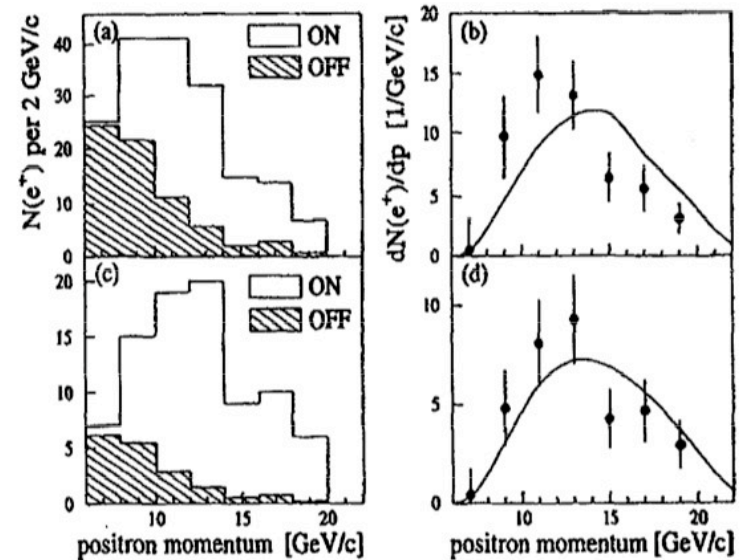 (a)
ON
OFF
40
30
20
10
0
N(e⁺) per 2 GeV/c
(b)
20
15
10
5
0
dN(e⁺)/dp [1/GeV/c]
(c)
ON
OFF
20
15
10
5
0
10 15 20
positron momentum [GeV/c]
(d)
10
5
0
10 15 20
positron momentum [GeV/c]